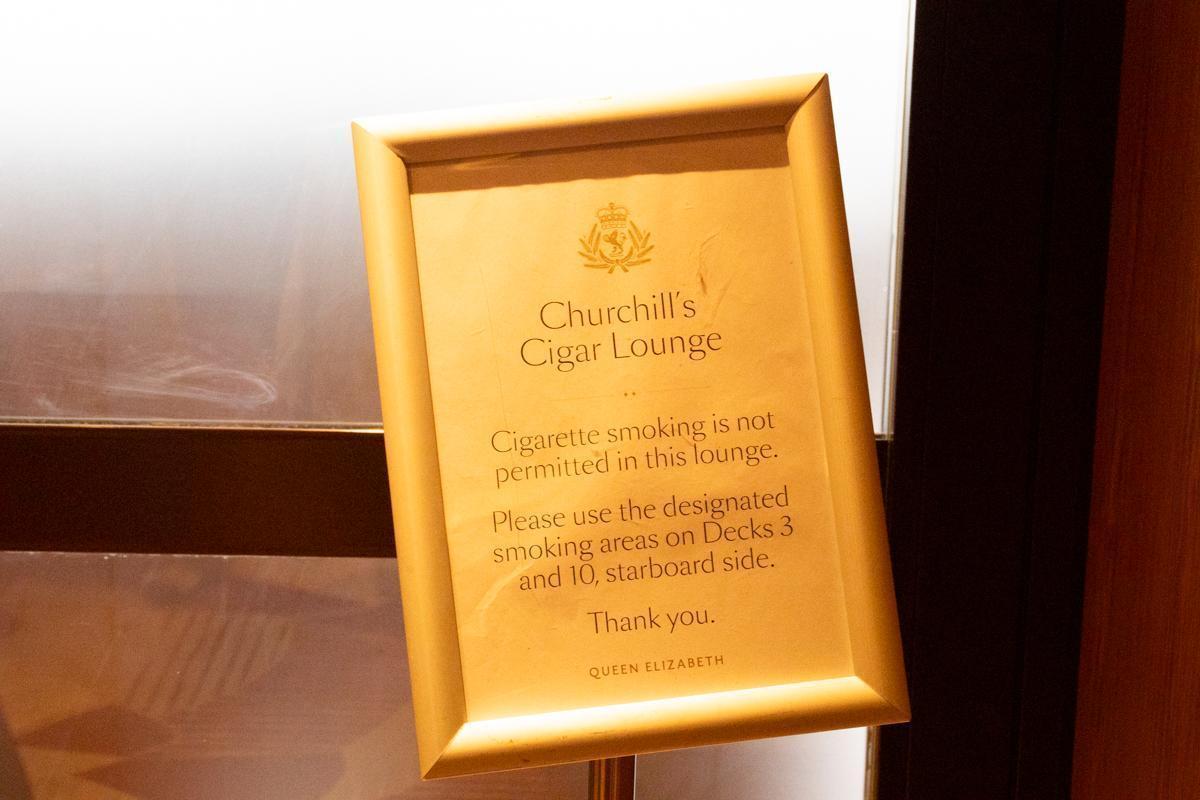 Churchill's
Cigar Lounge
Cigarette smoking is not
permitted in this lounge.
Please use the designated
smoking areas on Decks 3
and 10, starboard side.
Thank you.
QUEEN ELIZABETH